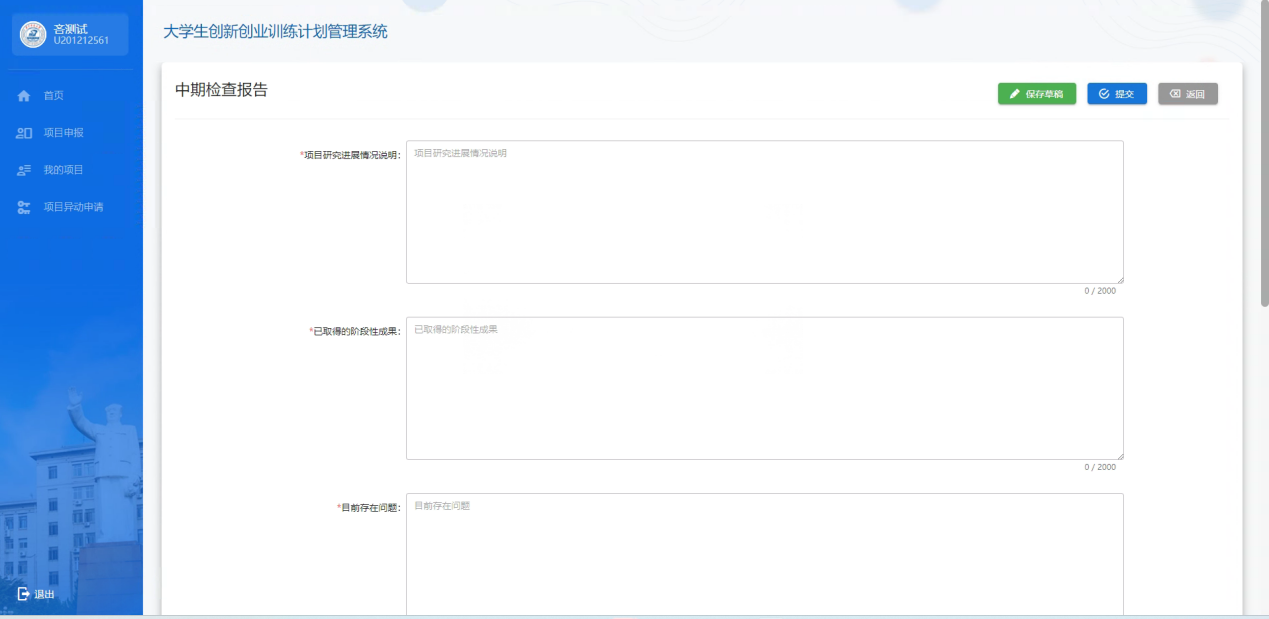 吝测试
U201212561
首页
项目申报
我的项目
项目异动申请
退出
大学生创新创业训练计划管理系统
中期检查报告
保存草稿
提交
返回
*项目研究进展情况说明:
项目研究进展情况说明
0 / 2000
*已取得的阶段性成果:
已取得的阶段性成果
0 / 2000
*目前存在问题:
目前存在问题